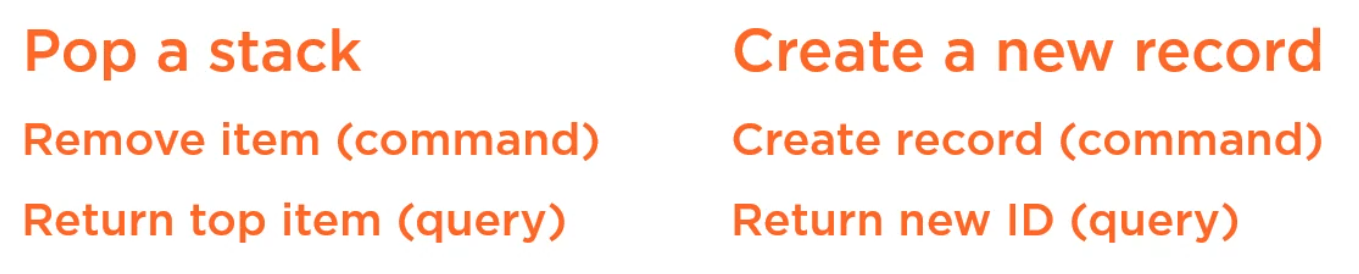 Pop a stack
Remove item (command)
Return top item (query)
Create a new record
Create record (command)
Return new ID (query)